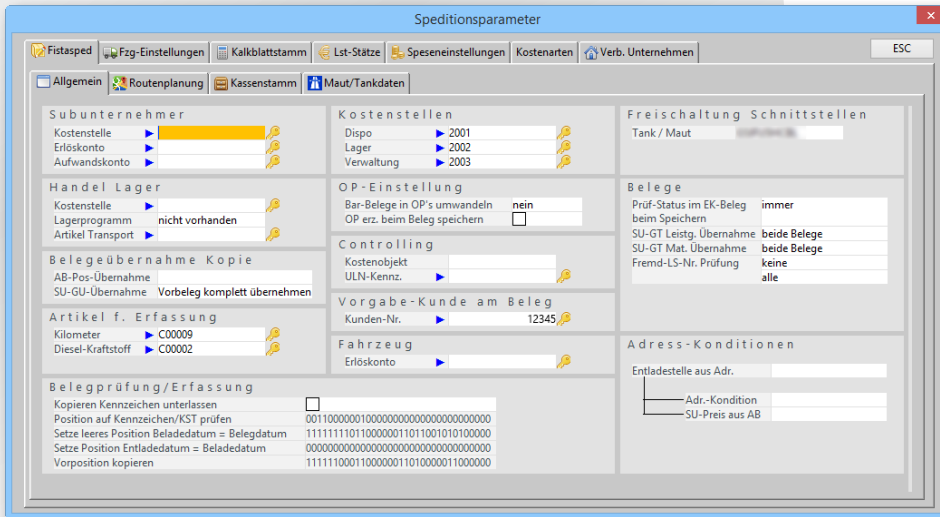 Speditionsparameter
Fistasped Fzg-Einstellungen Kalkblattstamm Lst-Stätze Speseneinstellungen Kostenarten Verb. Unternehmen ESC
Allgemein Routenplanung Kassenstamm Maut/Tankdaten
Subunternehmer
Kostenstelle
Erlöskonto
Aufwandskonto
Handel Lager
Kostenstelle
Lagerprogramm nicht vorhanden
Artikel Transport
Belegeübernahme Kopie
AB-Pos-Übernahme
SU-GU-Übernahme Vorbeleg komplett übernehmen
Artikel f. Erfassung
Kilometer C00009
Diesel-Kraftstoff C00002
Kostenstellen
Dispo 2001
Lager 2002
Verwaltung 2003
OP-Einstellung
Bar-Belege in OP's umwandeln nein
OP erz. beim Beleg speichern
Controlling
Kostenobjekt
ULN-Kennz.
Vorgabe-Kunde am Beleg
Kunden-Nr. 12345
Fahrzeug
Erlöskonto
Belegprüfung/Erfassung
Kopieren Kennzeichen unterlassen
Position auf Kennzeichen/KST prüfen
Setze leeres Position Beladedatum = Belegdatum
Setze Position Entladedatum = Beladedatum
Vorposition kopieren
Freischaltung Schnittstellen
Tank / Maut
Belege
Prüf-Status im EK-Beleg immer
beim Speichern
SU-GT Leistg. Übernahme beide Belege
SU-GT Mat. Übernahme beide Belege
Fremd-LS-Nr. Prüfung keine
alle
Adress-Konditionen
Entladestelle aus Adr.
Adr.-Kondition
SU-Preis aus AB